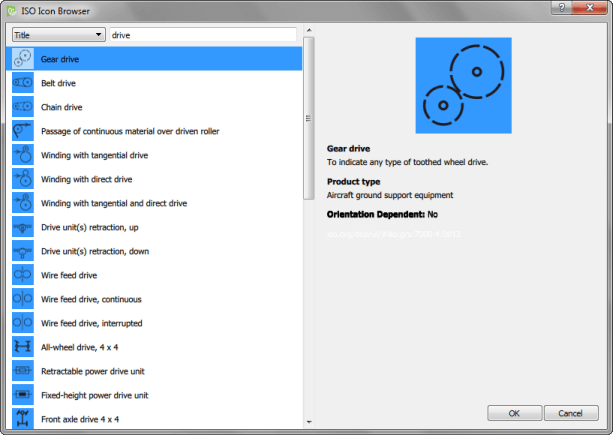 ISO Icon Browser
Title
drive
Gear drive
Belt drive
Chain drive
Passage of continuous material over driven roller
Winding with tangential drive
Winding with direct drive
Winding with tangential and direct drive
Drive unit(s) retraction, up
Drive unit(s) retraction, down
Wire feed drive
Wire feed drive, continuous
Wire feed drive, interrupted
All-wheel drive, 4 x 4
Retractable power drive unit
Fixed-height power drive unit
Front axle drive 4 x 4
Gear drive
To indicate any type of toothed wheel drive.
Product type
Aircraft ground support equipment
Orientation Dependent: No
OK
Cancel